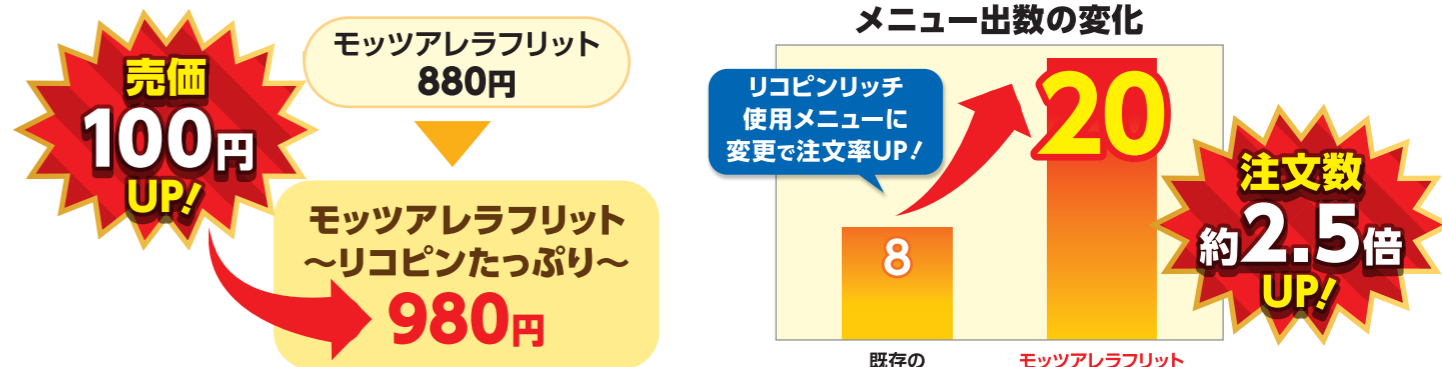 売価
100円
UP!
モッツアレラフリット
880円
モッツアレラフリット
〜リコピンたっぷり〜
980円
メニュー出数の変化
リコピンリッチ
使用メニューに
変更で注文率UP!
8
20
注文数
約2.5倍
UP!
既存の
モッツアレラフリット